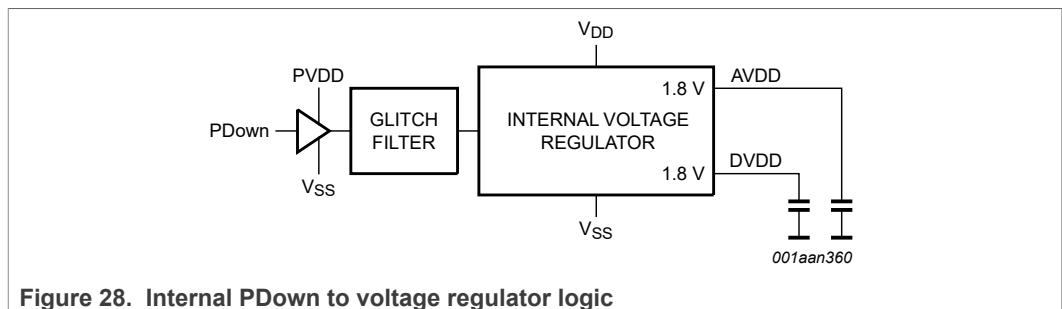 VDD
PVDD
PDown
VSS
GLITCH
FILTER
INTERNAL VOLTAGE
REGULATOR
1.8 V
AVDD
1.8 V
DVDD
VSS
001aan360
Figure 28. Internal PDown to voltage regulator logic